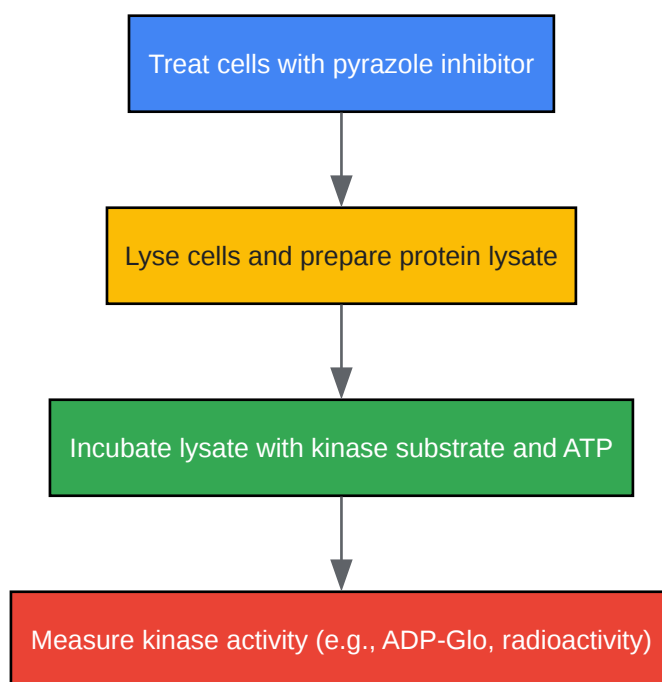 Treat cells with pyrazole inhibitor
Lyse cells and prepare protein lysate
Incubate lysate with kinase substrate and ATP
Measure kinase activity (e.g., ADP-Glo, radioactivity)